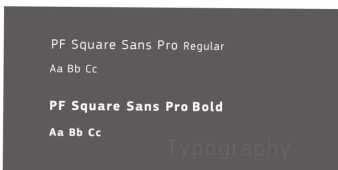 PF Square Sans Pro Regular
Aa Bb Cc
PF Square Sans Pro Bold
Aa Bb Cc
Typography